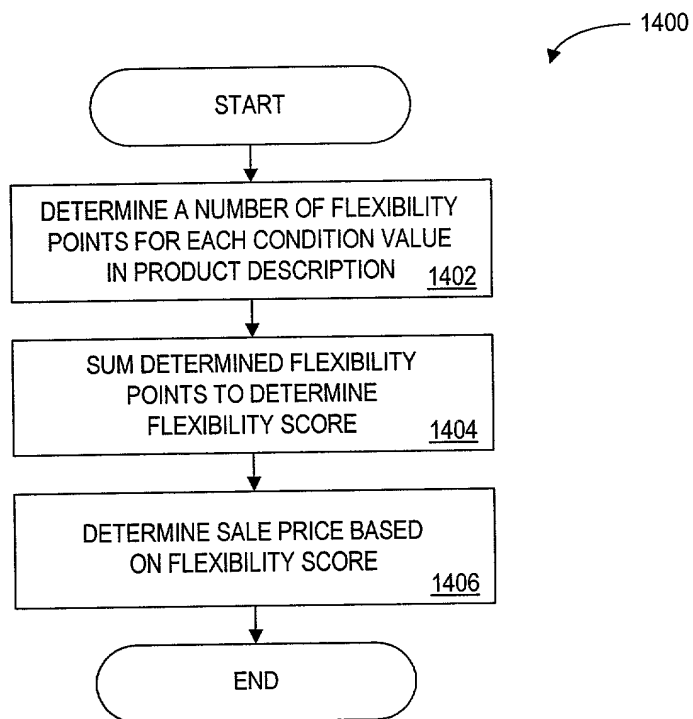 1400
START
DETERMINE A NUMBER OF FLEXIBILITY
POINTS FOR EACH CONDITION VALUE
IN PRODUCT DESCRIPTION
1402
SUM DETERMINED FLEXIBILITY
POINTS TO DETERMINE
FLEXIBILITY SCORE
1404
DETERMINE SALE PRICE BASED
ON FLEXIBILITY SCORE
1406
END